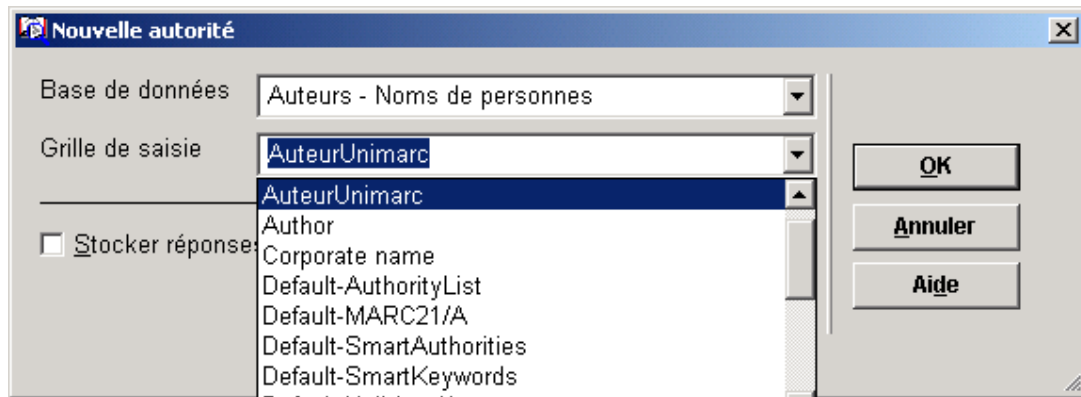 Nouvelle autorité
Base de données
Auteurs - Noms de personnes
Grille de saisie
AuteurUnimarc
AuteurUnimarc
Author
Corporate name
Default-AuthorityList
Default-MARC21/A
Default-SmartAuthorities
Default-SmartKeywords
Stocker réponses
OK
Annuler
Aide